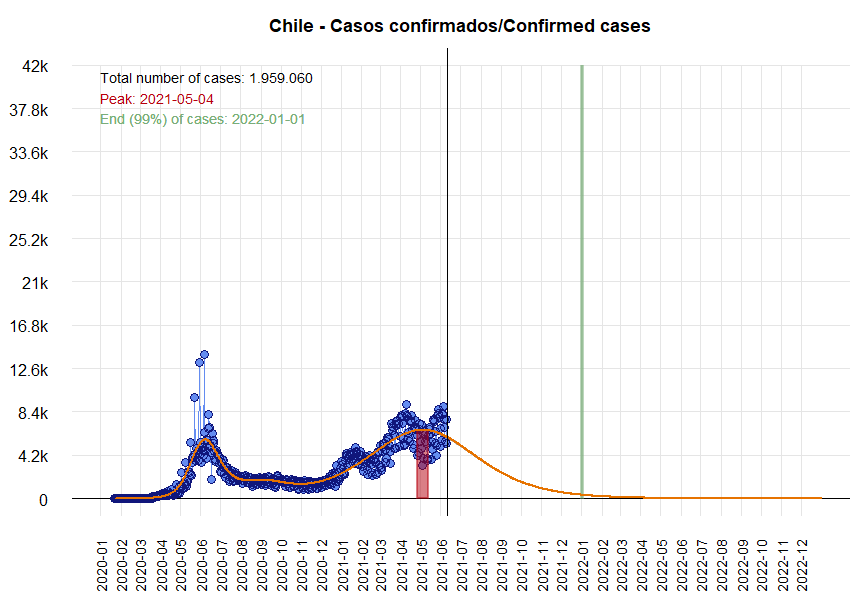 Chile - Casos confirmados/Confirmed cases
42k
Total number of cases: 1.959.060
Peak: 2021-05-04
End (99%) of cases: 2022-01-01
37.8k
33.6k
29.4k
25.2k
21k
16.8k
12.6k
8.4k
4.2k
0
2020-01
2020-02
2020-03
2020-04
2020-05
2020-06
2020-07
2020-08
2020-09
2020-10
2020-11
2020-12
2021-01
2021-02
2021-03
2021-04
2021-05
2021-06
2021-07
2021-08
2021-09
2021-10
2021-11
2021-12
2022-01
2022-02
2022-03
2022-04
2022-05
2022-06
2022-07
2022-08
2022-09
2022-10
2022-11
2022-12